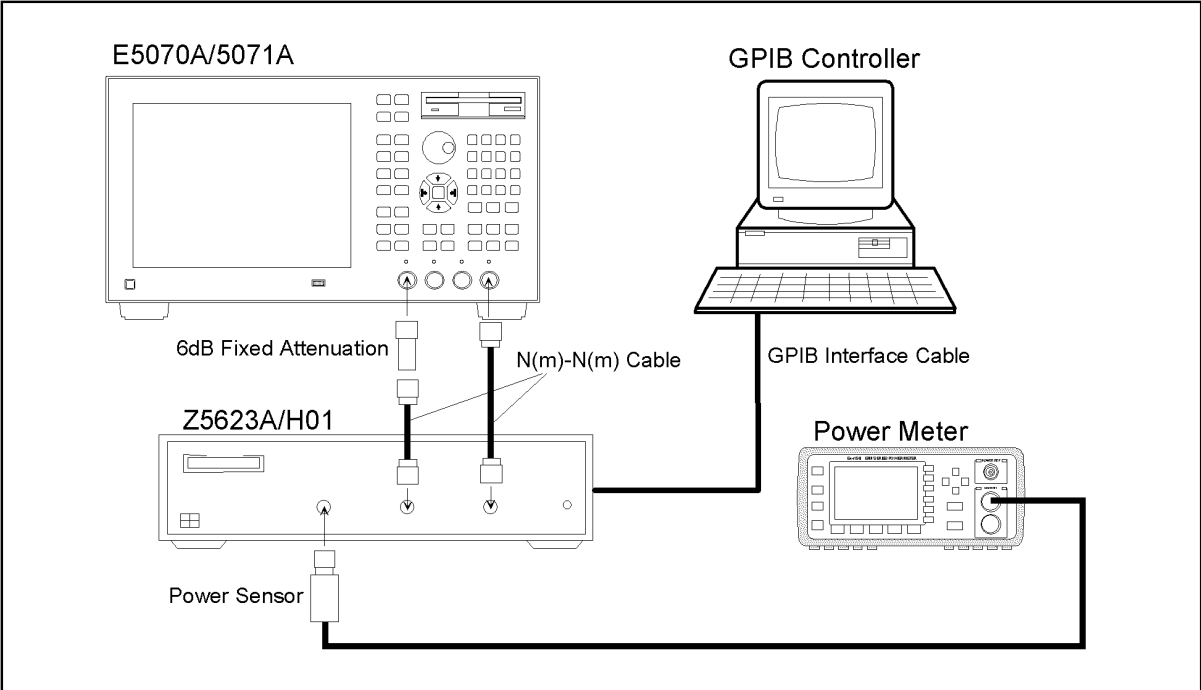 E5070A/5071A
GPIB Controller
6dB Fixed Attenuation
N(m)-N(m) Cable
GPIB Interface Cable
Z5623A/H01
Power Meter
Power Sensor